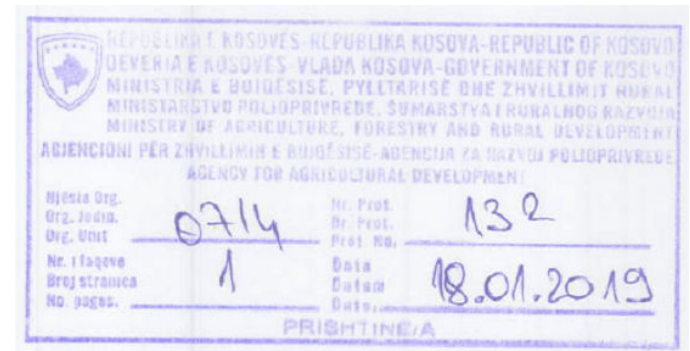 REPUBLIKA E KOSOVËS-REPUBLIKA KOSOVA-REPUBLIC OF KOSOVO
QEVERIA E KOSOVËS-VLADA KOSOVA-GOVERNMENT OF KOSOVO
MINISTRIA E BUJQËSISË, PYLLTARISË DHE ZHVILLIMIT RURAL
MINISTARSTVO POLJOPRIVREDE, ŠUMARSTVA I RURALNOG RAZVOJA
MINISTRY OF AGRICULTURE, FORESTRY AND RURAL DEVELOPMENT
AGJENCIONI PËR ZHVILLIMIN E BUJQËSISË-AGENCIJA ZA RAZVOJ POLJOPRIVREDE
AGENCY FOR AGRICULTURAL DEVELOPMENT
Njësia Org.
Org. Jedin.
Org. Unit 07/4
Nr. Prot.
Br. Prot.
Prot. No. 132
Nr. i faqeve
Broj stranica
No. pages. 1
Data
Datum
Date. 18.01.2019
PRISHTINË/A